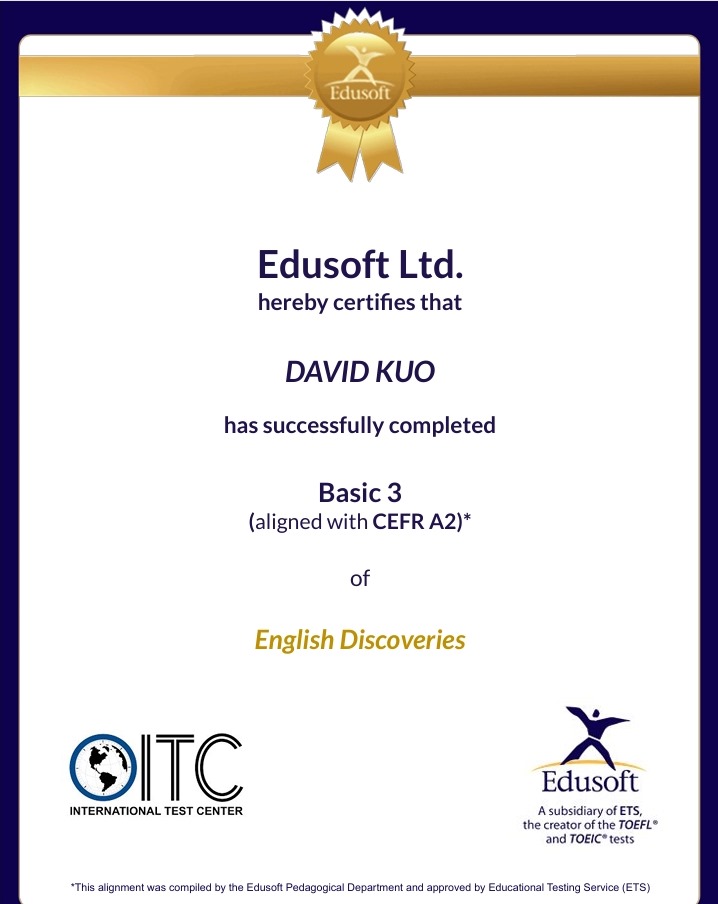 Edusoft
Edusoft Ltd.
hereby certifies that
DAVID KUO
has successfully completed
Basic 3
(aligned with CEFR A2)*
of
English Discoveries
ITC
INTERNATIONAL TEST CENTER
Edusoft
A subsidiary of ETS,
the creator of the TOEFL®
and TOEIC® tests
*This alignment was compiled by the Edusoft Pedagogical Department and approved by Educational Testing Service (ETS)